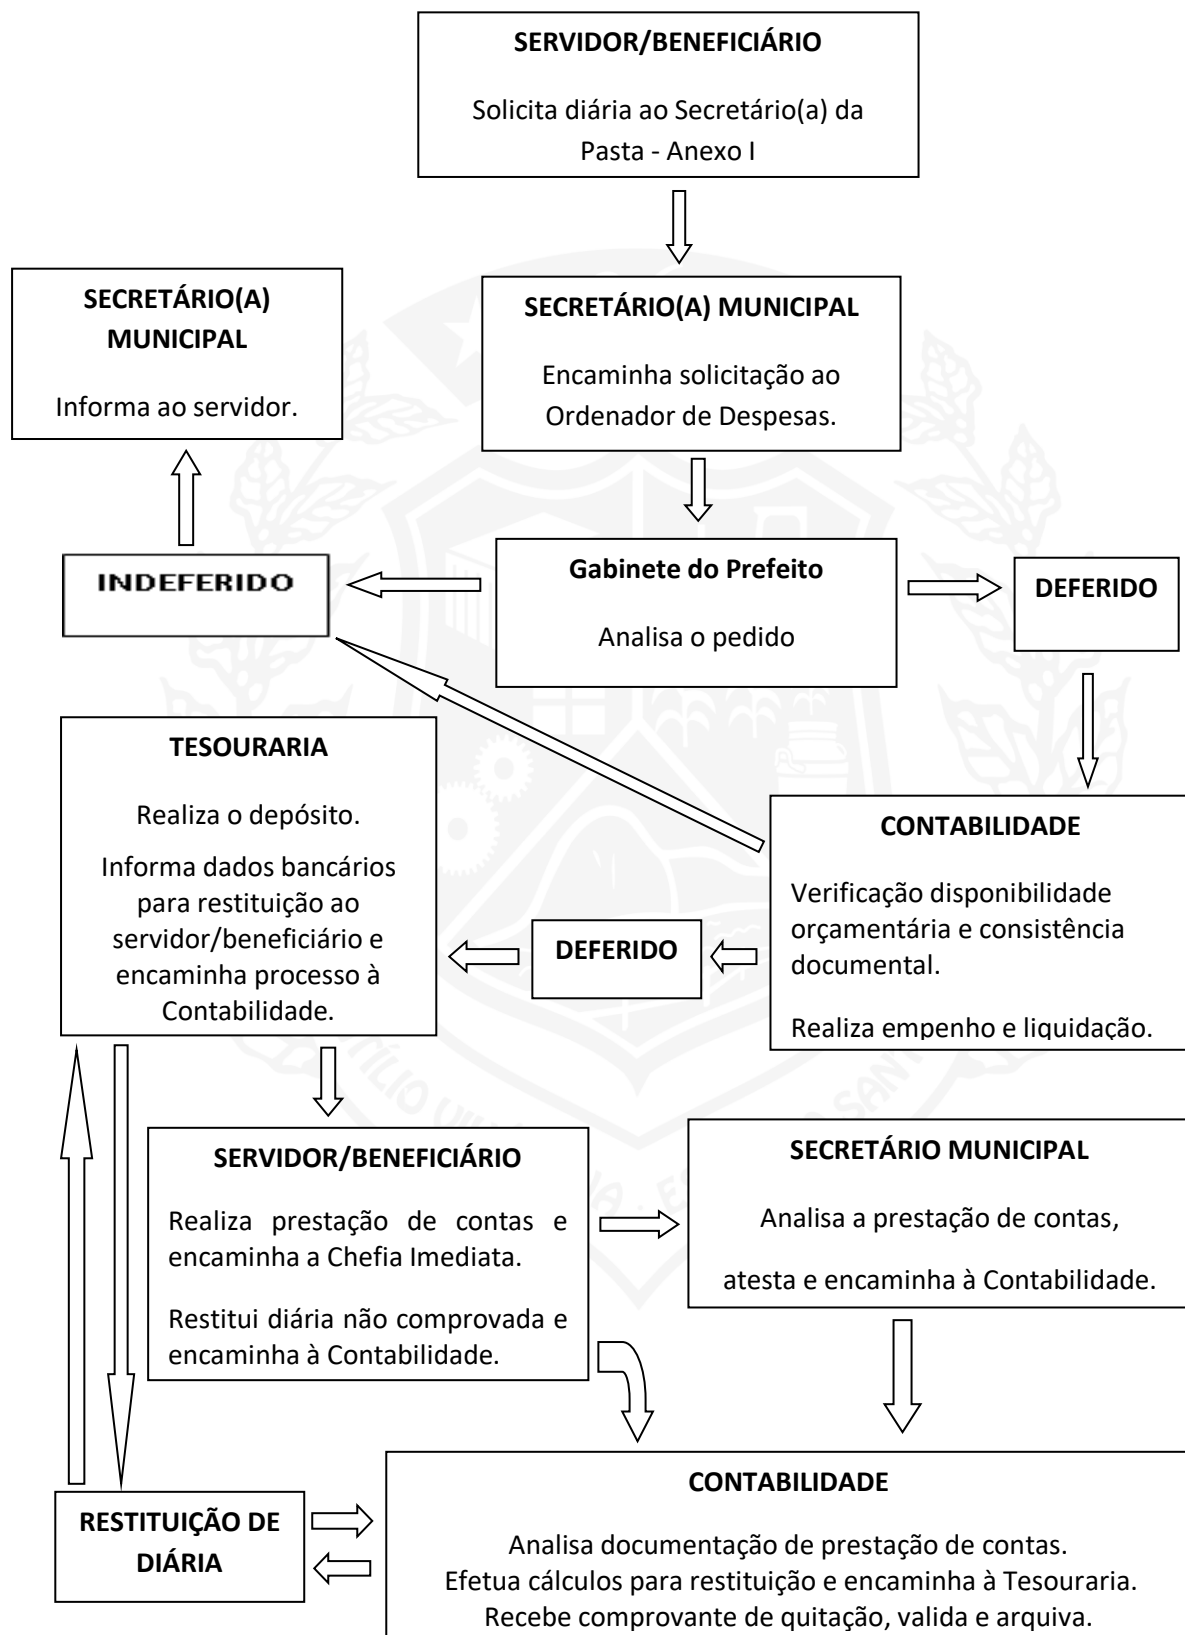 SERVIDOR/BENEFICIÁRIO
Solicita diária ao Secretário(a) da
Pasta - Anexo I
SECRETÁRIO(A)
MUNICIPAL
Informa ao servidor.
SECRETÁRIO(A) MUNICIPAL
Encaminha solicitação ao
Ordenador de Despesas.
INDEFERIDO
Gabinete do Prefeito
Analisa o pedido
DEFERIDO
TESOURARIA
Realiza o depósito.
Informa dados bancários
para restituição ao
servidor/beneficiário e
encaminha processo à
Contabilidade.
DEFERIDO
CONTABILIDADE
Verificação disponibilidade
orçamentária e consistência
documental.
Realiza empenho e liquidação.
SERVIDOR/BENEFICIÁRIO
Realiza prestação de contas e
encaminha a Chefia Imediata.
Restitui diária não comprovada e
encaminha à Contabilidade.
SECRETÁRIO MUNICIPAL
Analisa a prestação de contas,
atesta e encaminha à Contabilidade.
RESTITUIÇÃO DE
DIÁRIA
CONTABILIDADE
Analisa documentação de prestação de contas.
Efetua cálculos para restituição e encaminha à Tesouraria.
Recebe comprovante de quitação, valida e arquiva.